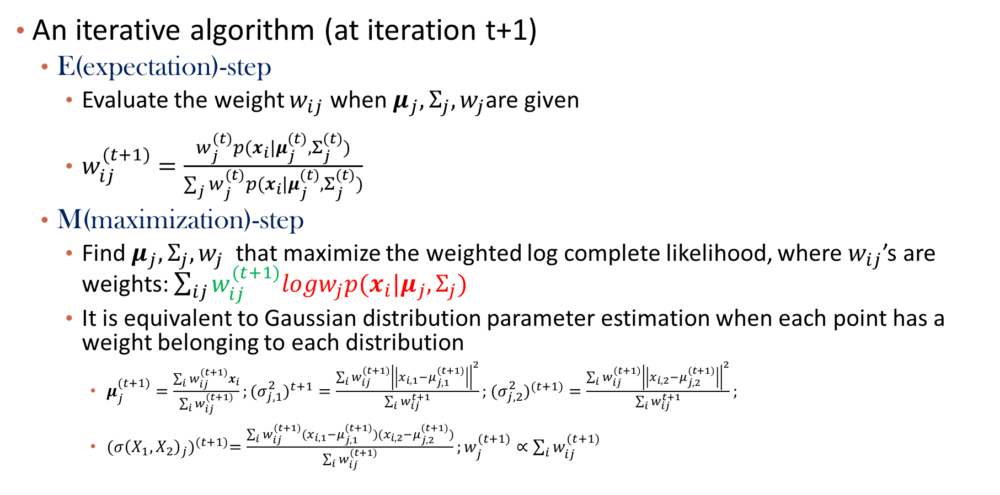 • An iterative algorithm (at iteration t+1)
• E(expectation)-step
• Evaluate the weight $w_{ij}$ when $\boldsymbol{\mu}_j, \Sigma_j, w_j$ are given
• $w_{ij}^{(t+1)} = \frac{w_j^{(t)} p(\boldsymbol{x}_i|\boldsymbol{\mu}_j^{(t)},\Sigma_j^{(t)})}{\sum_j w_j^{(t)} p(\boldsymbol{x}_i|\boldsymbol{\mu}_j^{(t)},\Sigma_j^{(t)})}$
• M(maximization)-step
• Find $\boldsymbol{\mu}_j, \Sigma_j, w_j$ that maximize the weighted log complete likelihood, where $w_{ij}$’s are
weights: $\sum_{ij} w_{ij}^{(t+1)} log w_j p(\boldsymbol{x}_i|\boldsymbol{\mu}_j, \Sigma_j)$
• It is equivalent to Gaussian distribution parameter estimation when each point has a
weight belonging to each distribution
• $\boldsymbol{\mu}_j^{(t+1)} = \frac{\sum_i w_{ij}^{(t+1)} \boldsymbol{x}_i}{\sum_i w_{ij}^{(t+1)}}; (\sigma_{j,1}^2)^{t+1} = \frac{\sum_i w_{ij}^{(t+1)} \left|\left|x_{i,1}-\mu_{j,1}^{(t+1)}\right|\right|^2}{\sum_i w_{ij}^{t+1}}; (\sigma_{j,2}^2)^{(t+1)} = \frac{\sum_i w_{ij}^{(t+1)} \left|\left|x_{i,2}-\mu_{j,2}^{(t+1)}\right|\right|^2}{\sum_i w_{ij}^{t+1}};$
• $(\sigma(X_1, X_2)_j)^{(t+1)} = \frac{\sum_i w_{ij}^{(t+1)} (x_{i,1}-\mu_{j,1}^{(t+1)})(x_{i,2}-\mu_{j,2}^{(t+1)})}{\sum_i w_{ij}^{(t+1)}}; w_j^{(t+1)} \propto \sum_i w_{ij}^{(t+1)}$